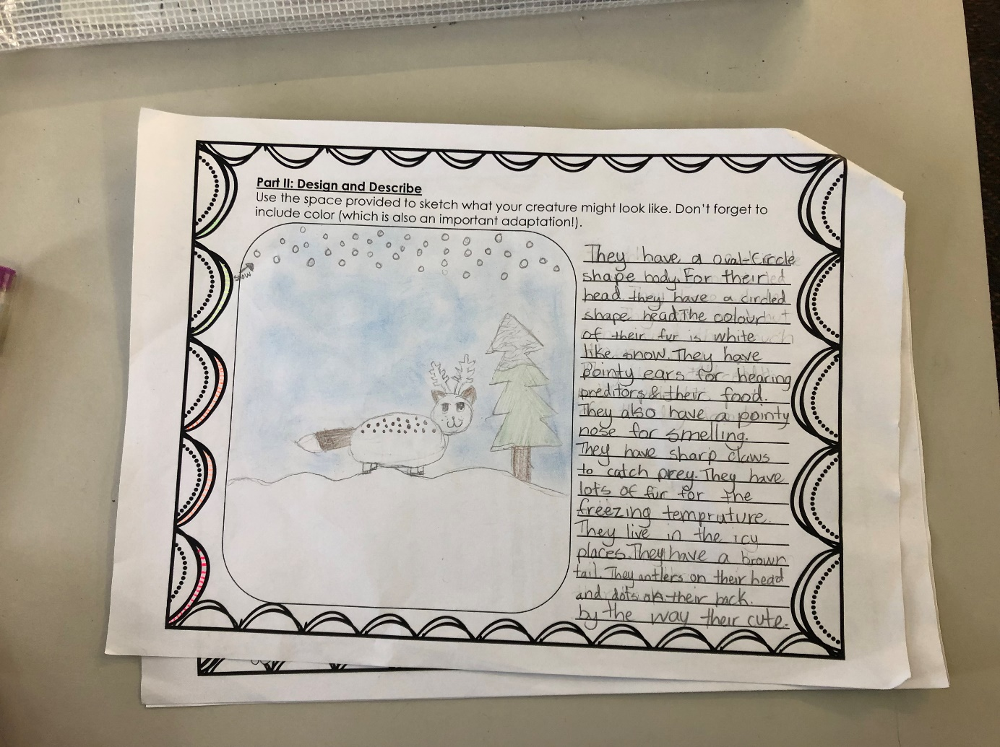 Part II: Design and Describe
Use the space provided to sketch what your creature might look like. Don't forget to
include color (which is also an important adaptation!).
snow
They have a oval-Circle
shape body. For their
head they have a circled
shape head. The colour
of their fur is white
like snow. They have
pointy ears for hearing
preditors & their food.
They also have a pointy
nose for smelling.
They have sharp claws
to catch prey. They have
lots of fur for the
freezing temprature.
They live in the icy
places. They have a brown
tail. They antlers on their head
and dots on their back.
by the way their cute.